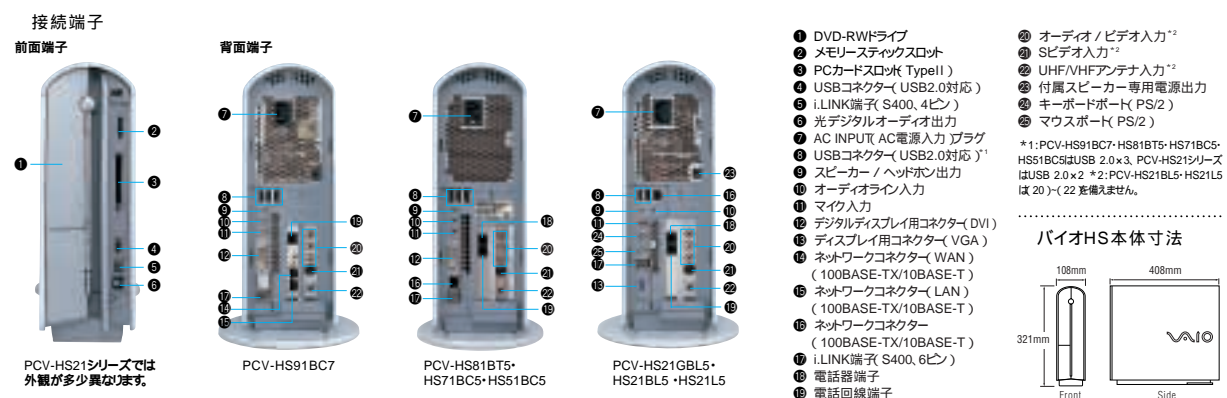 接続端子
前面端子
背面端子
PCV-HS21シリーズでは
外観が多少異なります。
PCV-HS91BC7
PCV-HS81BT5・
HS71BC5・HS51BC5
PCV-HS21GBL5・
HS21BL5・HS21L5
❶ DVD-RWドライブ
❷ メモリースティックスロット
❸ PCカードスロット( TypeII )
❹ USBコネクター( USB2.0対応 )
❺ i.LINK端子( S400、4ピン )
❻ 光デジタルオーディオ出力
❼ AC INPUT( AC電源入力 )プラグ
❽ USBコネクター( USB2.0対応 )*1
❾ スピーカー / ヘッドホン出力
❿ オーディオライン入力
⓫ マイク入力
⓬ デジタルディスプレイ用コネクター( DVI )
⓭ ディスプレイ用コネクター( VGA )
⓮ ネットワークコネクター( WAN )
( 100BASE-TX/10BASE-T )
⓯ ネットワークコネクター( LAN )
( 100BASE-TX/10BASE-T )
⓰ ネットワークコネクター
( 100BASE-TX/10BASE-T )
⓱ i.LINK端子( S400、6ピン )
⓲ 電話器端子
⓳ 電話回線端子
⓴ オーディオ / ビデオ入力*2
㉑ Sビデオ入力*2
㉒ UHF/VHFアンテナ入力*2
㉓ 付属スピーカー専用電源出力
㉔ キーボードポート( PS/2 )
㉕ マウスポート( PS/2 )
*1:PCV-HS91BC7・HS81BT5・HS71BC5・
HS51BC5はUSB 2.0×3、PCV-HS21シリーズ
はUSB 2.0×2 *2:PCV-HS21BL5・HS21L5
は( 20 )~( 22 )を備えません。
バイオHS本体寸法
108mm
408mm
321mm
VAIO
Front
Side